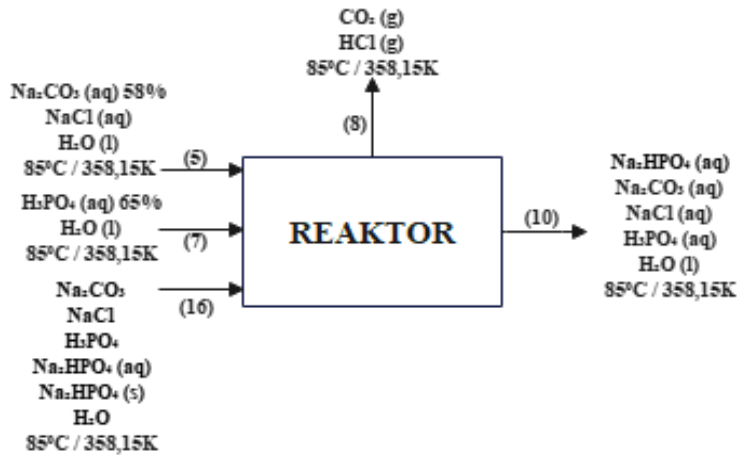 CO₂ (g)
HCl (g)
85⁰C / 358,15K
(8)
Na₂CO₃ (aq) 58%
NaCl (aq)
H₂O (l)
85⁰C / 358,15K
(5)
H₃PO₄ (aq) 65%
H₂O (l)
85⁰C / 358,15K
(7)
Na₂CO₃
NaCl
H₃PO₄
Na₂HPO₄ (aq)
Na₂HPO₄ (s)
H₂O
85⁰C / 358,15K
(16)
REAKTOR
(10)
Na₂HPO₄ (aq)
Na₂CO₃ (aq)
NaCl (aq)
H₃PO₄ (aq)
H₂O (l)
85⁰C / 358,15K